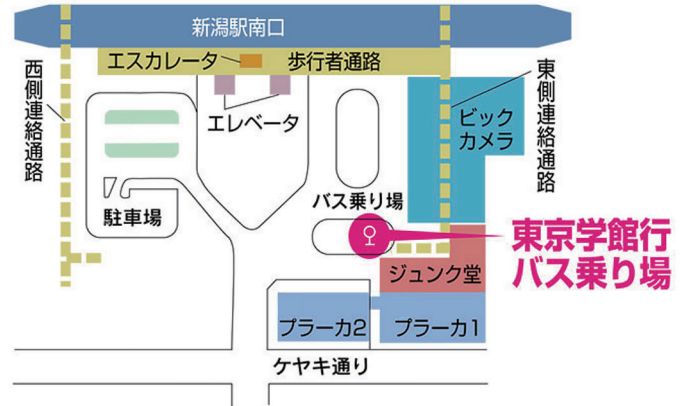 新潟駅南口
エスカレータ
歩行者通路
西側連絡通路
東側連絡通路
エレベータ
ビック
カメラ
バス乗り場
駐車場
東京学館行
バス乗り場
ジュンク堂
プラーカ2
プラーカ1
ケヤキ通り